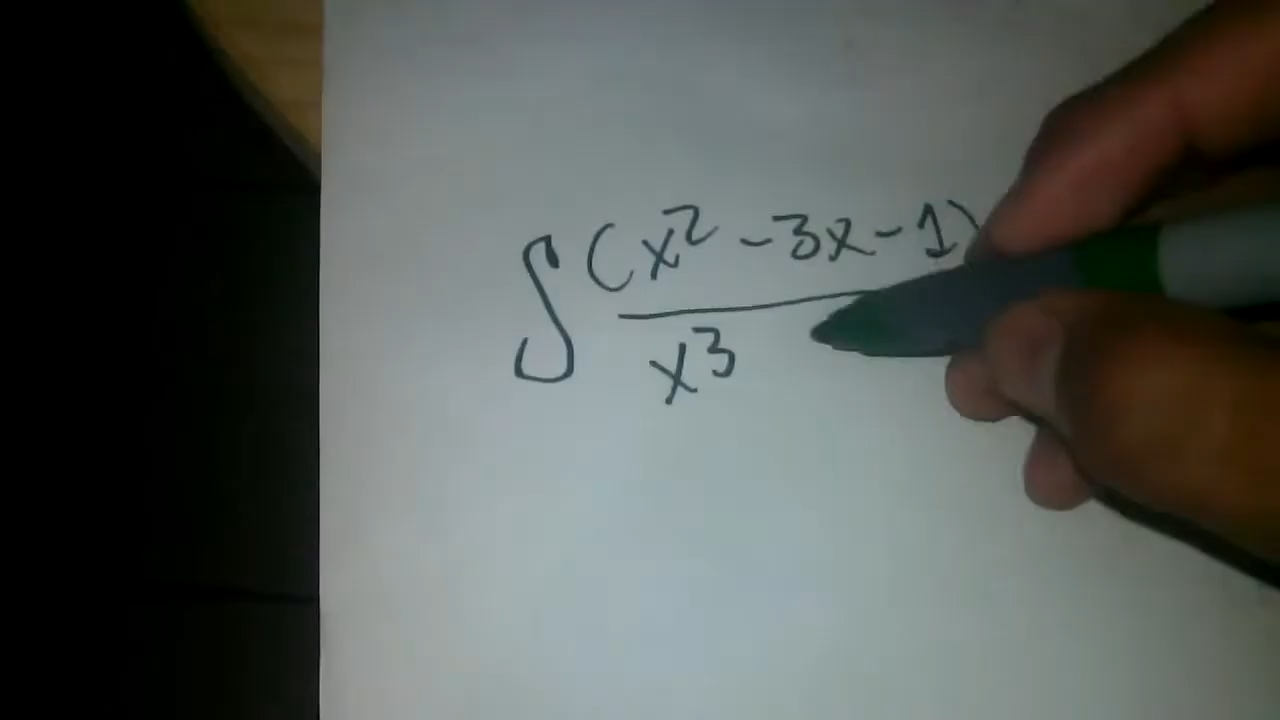 ∫ (x² - 3x - 1)
x³